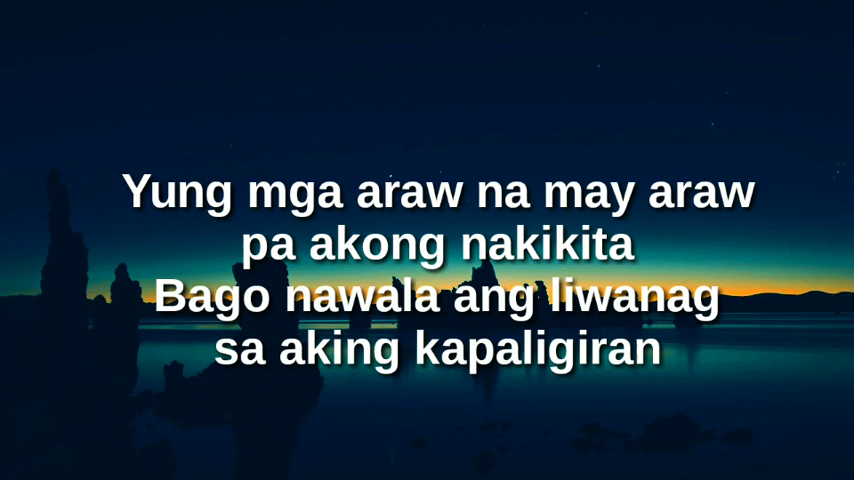 Yung mga araw na may araw
pa akong nakikita
Bago nawala ang liwanag
sa aking kapaligiran